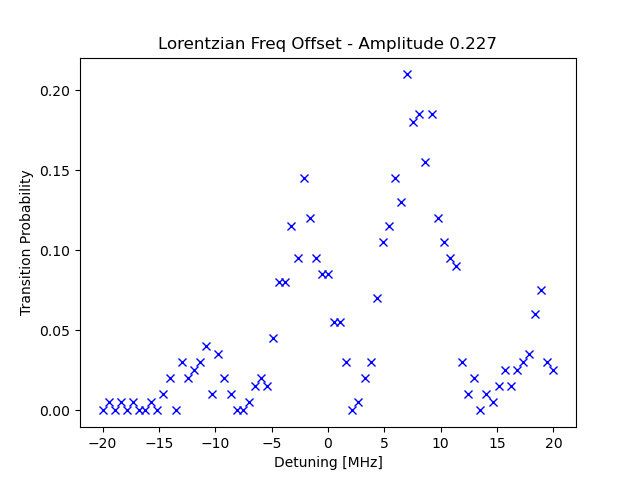 Lorentzian Freq Offset - Amplitude 0.227
Transition Probability
0.20
0.15
0.10
0.05
0.00
−20 −15 −10 −5 0 5 10 15 20
Detuning [MHz]